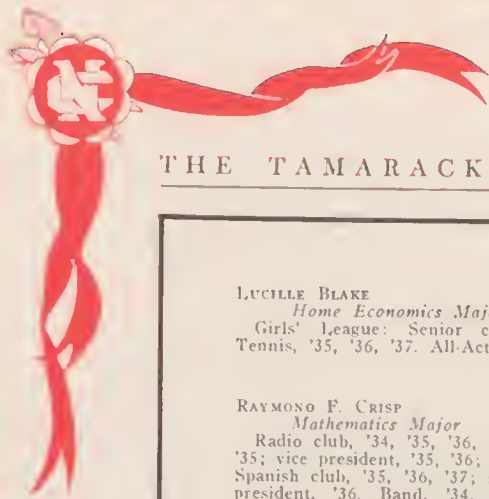 NC
THE TAMARACK
LUCILLE BLAKE
Home Economics Maj
Girls' League: Senior c
Tennis, '35, '36, '37. All-Act
RAYMOND F. CRISP
Mathematics Major
Radio club, '34, '35, '36,
'35; vice president, '35, '36;
Spanish club, '35, '36, '37;
president, '36. Band, '34,